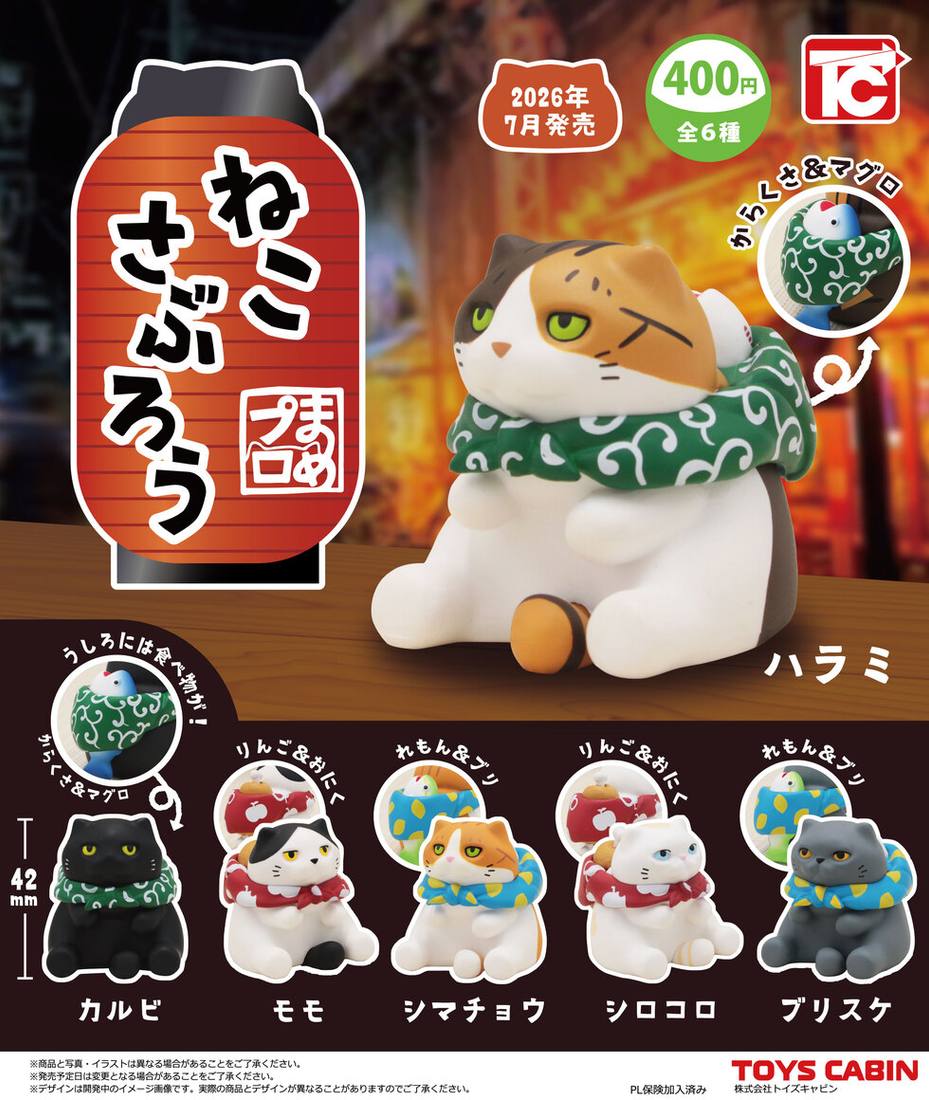 ねこ
さぶろう
まめ
プロ
2026年
7月発売
400円
全6種
TC
からくさ&マグロ
ハラミ
うしろには食べ物が!
からくさ&マグロ
りんご&おにく
れもん&ブリ
りんご&おにく
れもん&ブリ
42
mm
カルビ
モモ
シマチョウ
シロコロ
ブリスケ
※商品と写真・イラストは異なる場合があることをご了承ください。
※発売予定日は変更となる場合があることをご了承ください。
※デザインは開発中のイメージ画像です。実際の商品とデザインが異なることがありますのでご了承ください。
PL保険加入済み
TOYS CABIN
株式会社トイズキャビン